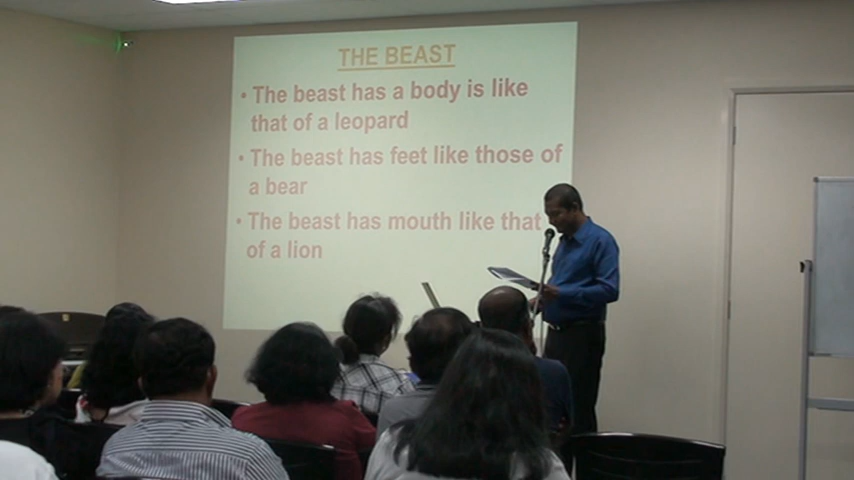 THE BEAST
• The beast has a body is like
that of a leopard
• The beast has feet like those of
a bear
• The beast has mouth like that
of a lion